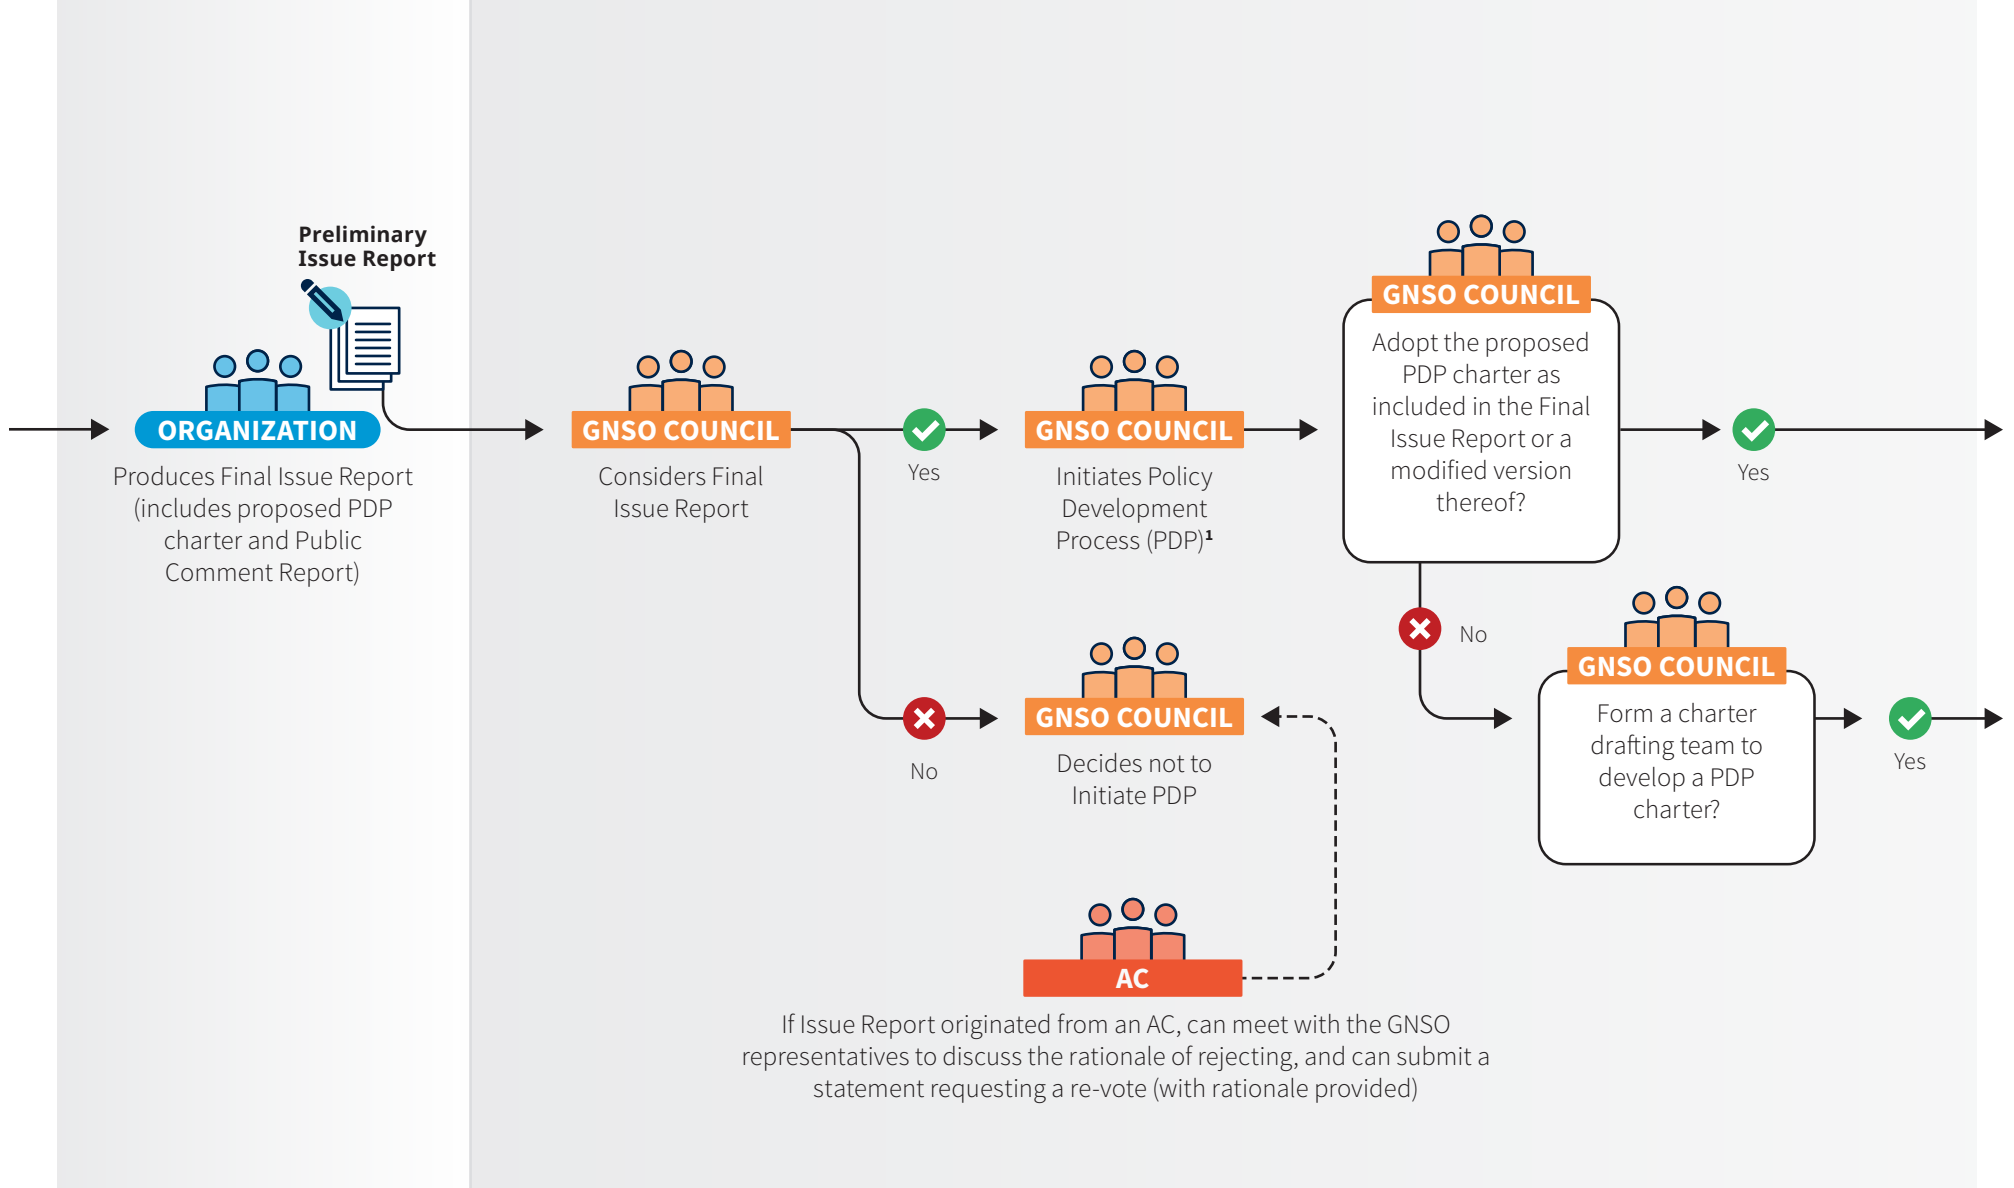 Preliminary
Issue Report
ORGANIZATION
Produces Final Issue Report
(includes proposed PDP
charter and Public
Comment Report)
GNSO COUNCIL
Considers Final
Issue Report
Yes
GNSO COUNCIL
Initiates Policy
Development
Process (PDP)¹
GNSO COUNCIL
Adopt the proposed
PDP charter as
included in the Final
Issue Report or a
modified version
thereof?
Yes
No
GNSO COUNCIL
Decides not to
Initiate PDP
No
GNSO COUNCIL
Form a charter
drafting team to
develop a PDP
charter?
Yes
AC
If Issue Report originated from an AC, can meet with the GNSO
representatives to discuss the rationale of rejecting, and can submit a
statement requesting a re-vote (with rationale provided)